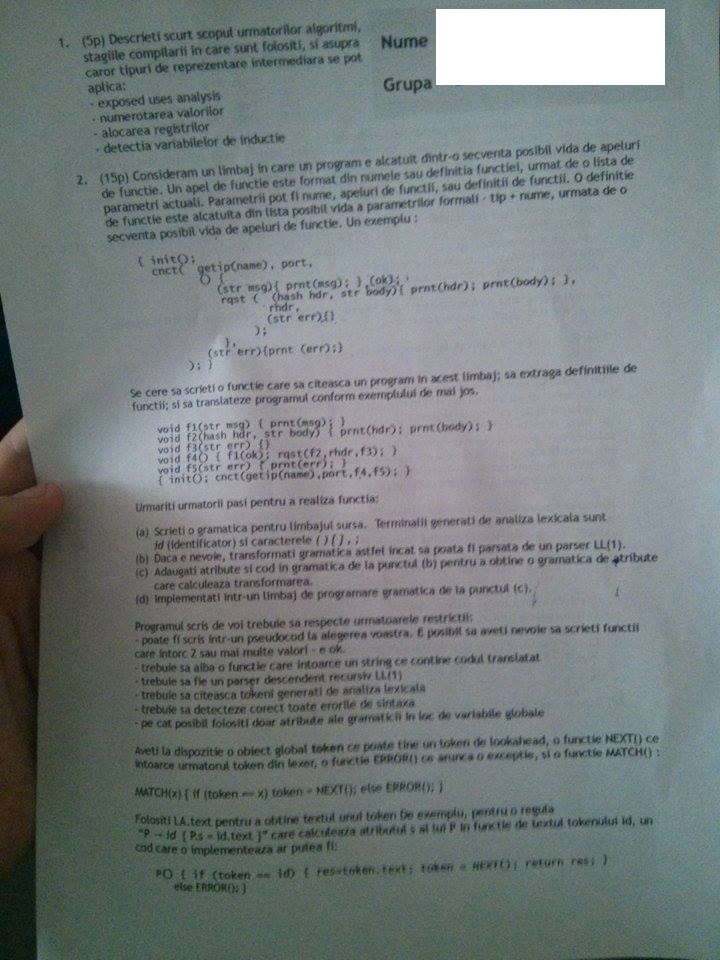 1. (5p) Descrieti scurt scopul urmatorilor algoritmi,
stagiile compilarii in care sunt folositi, si asupra
caror tipuri de reprezentare intermediara se pot
aplica:
- exposed uses analysis
- numerotarea valorilor
- alocarea registrilor
- detectia variabilelor de inductie
Nume
Grupa
2. (15p) Consideram un limbaj in care un program e alcatuit dintr-o secventa posibil vida de apeluri
de functie. Un apel de functie este format din numele sau definitia functiei, urmat de o lista de
parametri actuali. Parametrii pot fi nume, apeluri de functii, sau definitii de functii. O definitie
de functie este alcatuita din lista posibil vida a parametrilor formali - tip + nume, urmata de o
secventa posibil vida de apeluri de functie. Un exemplu :
{ init();
cnct( getip(name), port,
() {
(str msg){ prnt(msg); } (ok);
rqst ( (hash hdr, str body){ prnt(hdr); prnt(body); },
rhdr,
(str err){}
);
},
(str err){prnt (err);}
); }
Se cere sa scrieti o functie care sa citeasca un program in acest limbaj; sa extraga definitiile de
functii; si sa translateze programul conform exemplului de mai jos.
void f1(str msg) { prnt(msg); }
void f2(hash hdr, str body) { prnt(hdr); prnt(body); }
void f3(str err) {}
void f4() { f1(ok); rqst(f2,rhdr,f3); }
void f5(str err) { prnt(err); }
{ init(); cnct(getip(name),port,f4,f5); }
Urmariti urmatorii pasi pentru a realiza functia:
(a) Scrieti o gramatica pentru limbajul sursa. Terminalii generati de analiza lexicala sunt
id (identificator) si caracterele ( ) { } , ;
(b) Daca e nevoie, transformati gramatica astfel incat sa poata fi parsata de un parser LL(1).
(c) Adaugati atribute si cod in gramatica de la punctul (b) pentru a obtine o gramatica de atribute
care calculeaza transformarea.
(d) Implementati intr-un limbaj de programare gramatica de la punctul (c).
Programul scris de voi trebuie sa respecte urmatoarele restrictii:
- poate fi scris intr-un pseudocod la alegerea voastra. E posibil sa aveti nevoie sa scrieti functii
care intorc 2 sau mai multe valori - e ok.
- trebuie sa aiba o functie care intoarce un string ce contine codul translatat
- trebuie sa fie un parser descendent recursiv LL(1)
- trebuie sa citeasca tokeni generati de analiza lexicala
- trebuie sa detecteze corect toate erorile de sintaxa
- pe cat posibil folositi doar atribute ale gramaticii in loc de variabile globale
Aveti la dispozitie o obiect global token ce poate tine un token de lookahead, o functie NEXT() ce
intoarce urmatorul token din lexer, o functie ERROR() ce arunca o exceptie, si o functie MATCH() :
MATCH(x) { if (token == x) token = NEXT(); else ERROR(); }
Folositi LA.text pentru a obtine textul unui token De exemplu, pentru o regula
"P → id { P.s = id.text }" care calculeaza atributul s al lui P in functie de textul tokenului id, un
cod care o implementeaza ar putea fi:
P() { if (token == id) { res=token.text; token = NEXT(); return res; }
else ERROR(); }